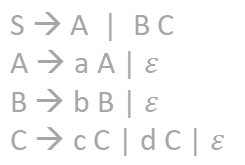 S → A | B C
A → a A | ε
B → b B | ε
C → c C | d C | ε